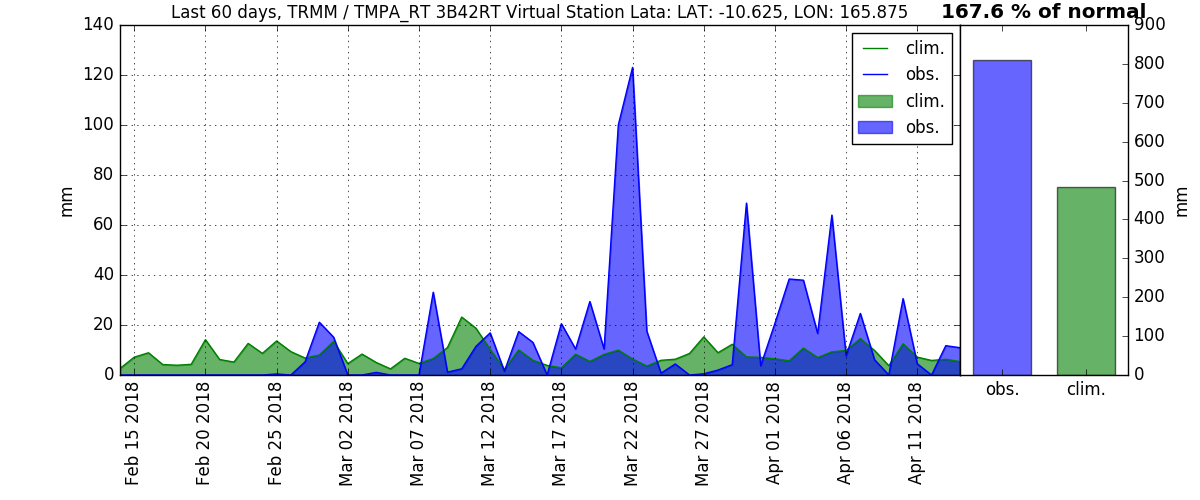 Last 60 days, TRMM / TMPA_RT 3B42RT Virtual Station Lata: LAT: -10.625, LON: 165.875
167.6 % of normal
140
120
100
80
60
40
20
0
mm
clim.
obs.
clim.
obs.
900
800
700
600
500
400
300
200
100
0
mm
obs.
clim.
Feb 15 2018
Feb 20 2018
Feb 25 2018
Mar 02 2018
Mar 07 2018
Mar 12 2018
Mar 17 2018
Mar 22 2018
Mar 27 2018
Apr 01 2018
Apr 06 2018
Apr 11 2018